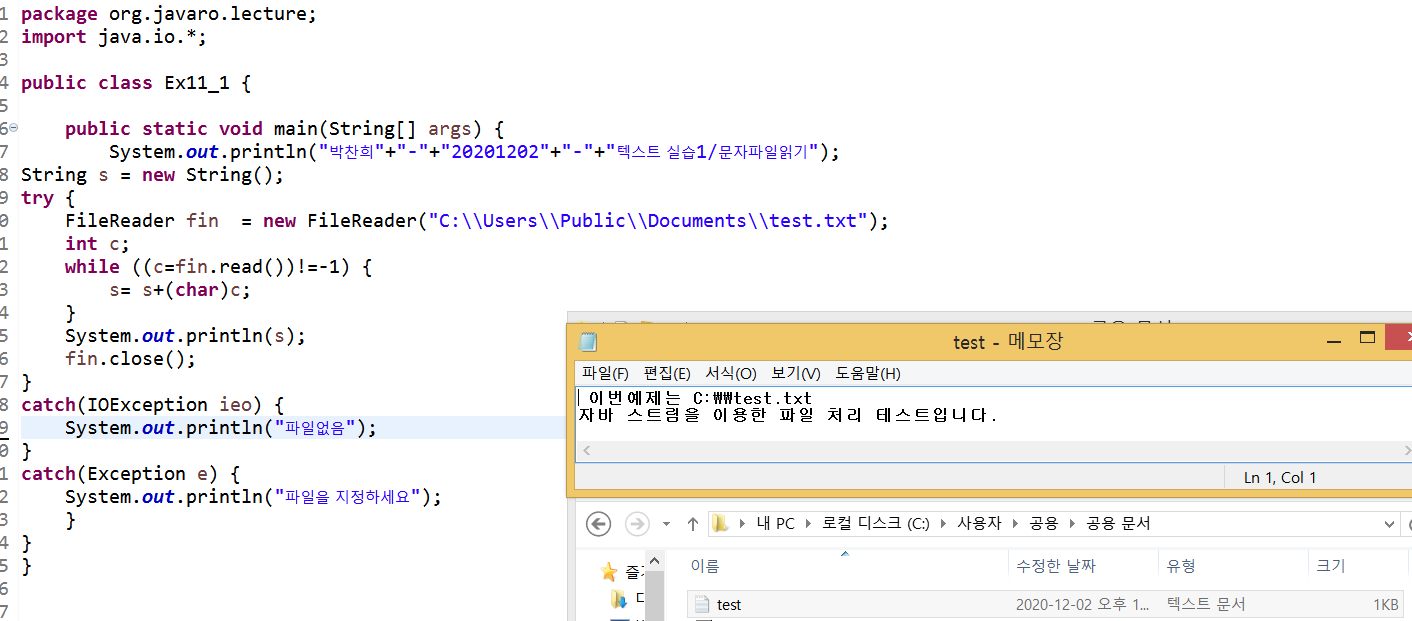 1 package org.javaro.lecture;
2 import java.io.*;
3
4 public class Ex11_1 {
5
6 public static void main(String[] args) {
7 System.out.println("박찬희"+"-"+"20201202"+"-"+"텍스트 실습1/문자파일읽기");
8 String s = new String();
9 try {
0 FileReader fin  = new FileReader("C:\\Users\\Public\\Documents\\test.txt");
1 int c;
2 while ((c=fin.read())!=-1) {
3 s= s+(char)c;
4 }
5 System.out.println(s);
6 fin.close();
7 }
8 catch(IOException ieo) {
9 System.out.println("파일없음");
0 }
1 catch(Exception e) {
2 System.out.println("파일을 지정하세요");
3 }
4 }
5 }
6
7
test - 메모장
파일(F) 편집(E) 서식(O) 보기(V) 도움말(H)
이번예제는 C:₩₩test.txt
자바 스트림을 이용한 파일 처리 테스트입니다.
Ln 1, Col 1
내 PC 로컬 디스크 (C:) 사용자 공용 공용 문서
이름 수정한 날짜 유형 크기
test 2020-12-02 오후 1... 텍스트 문서 1KB